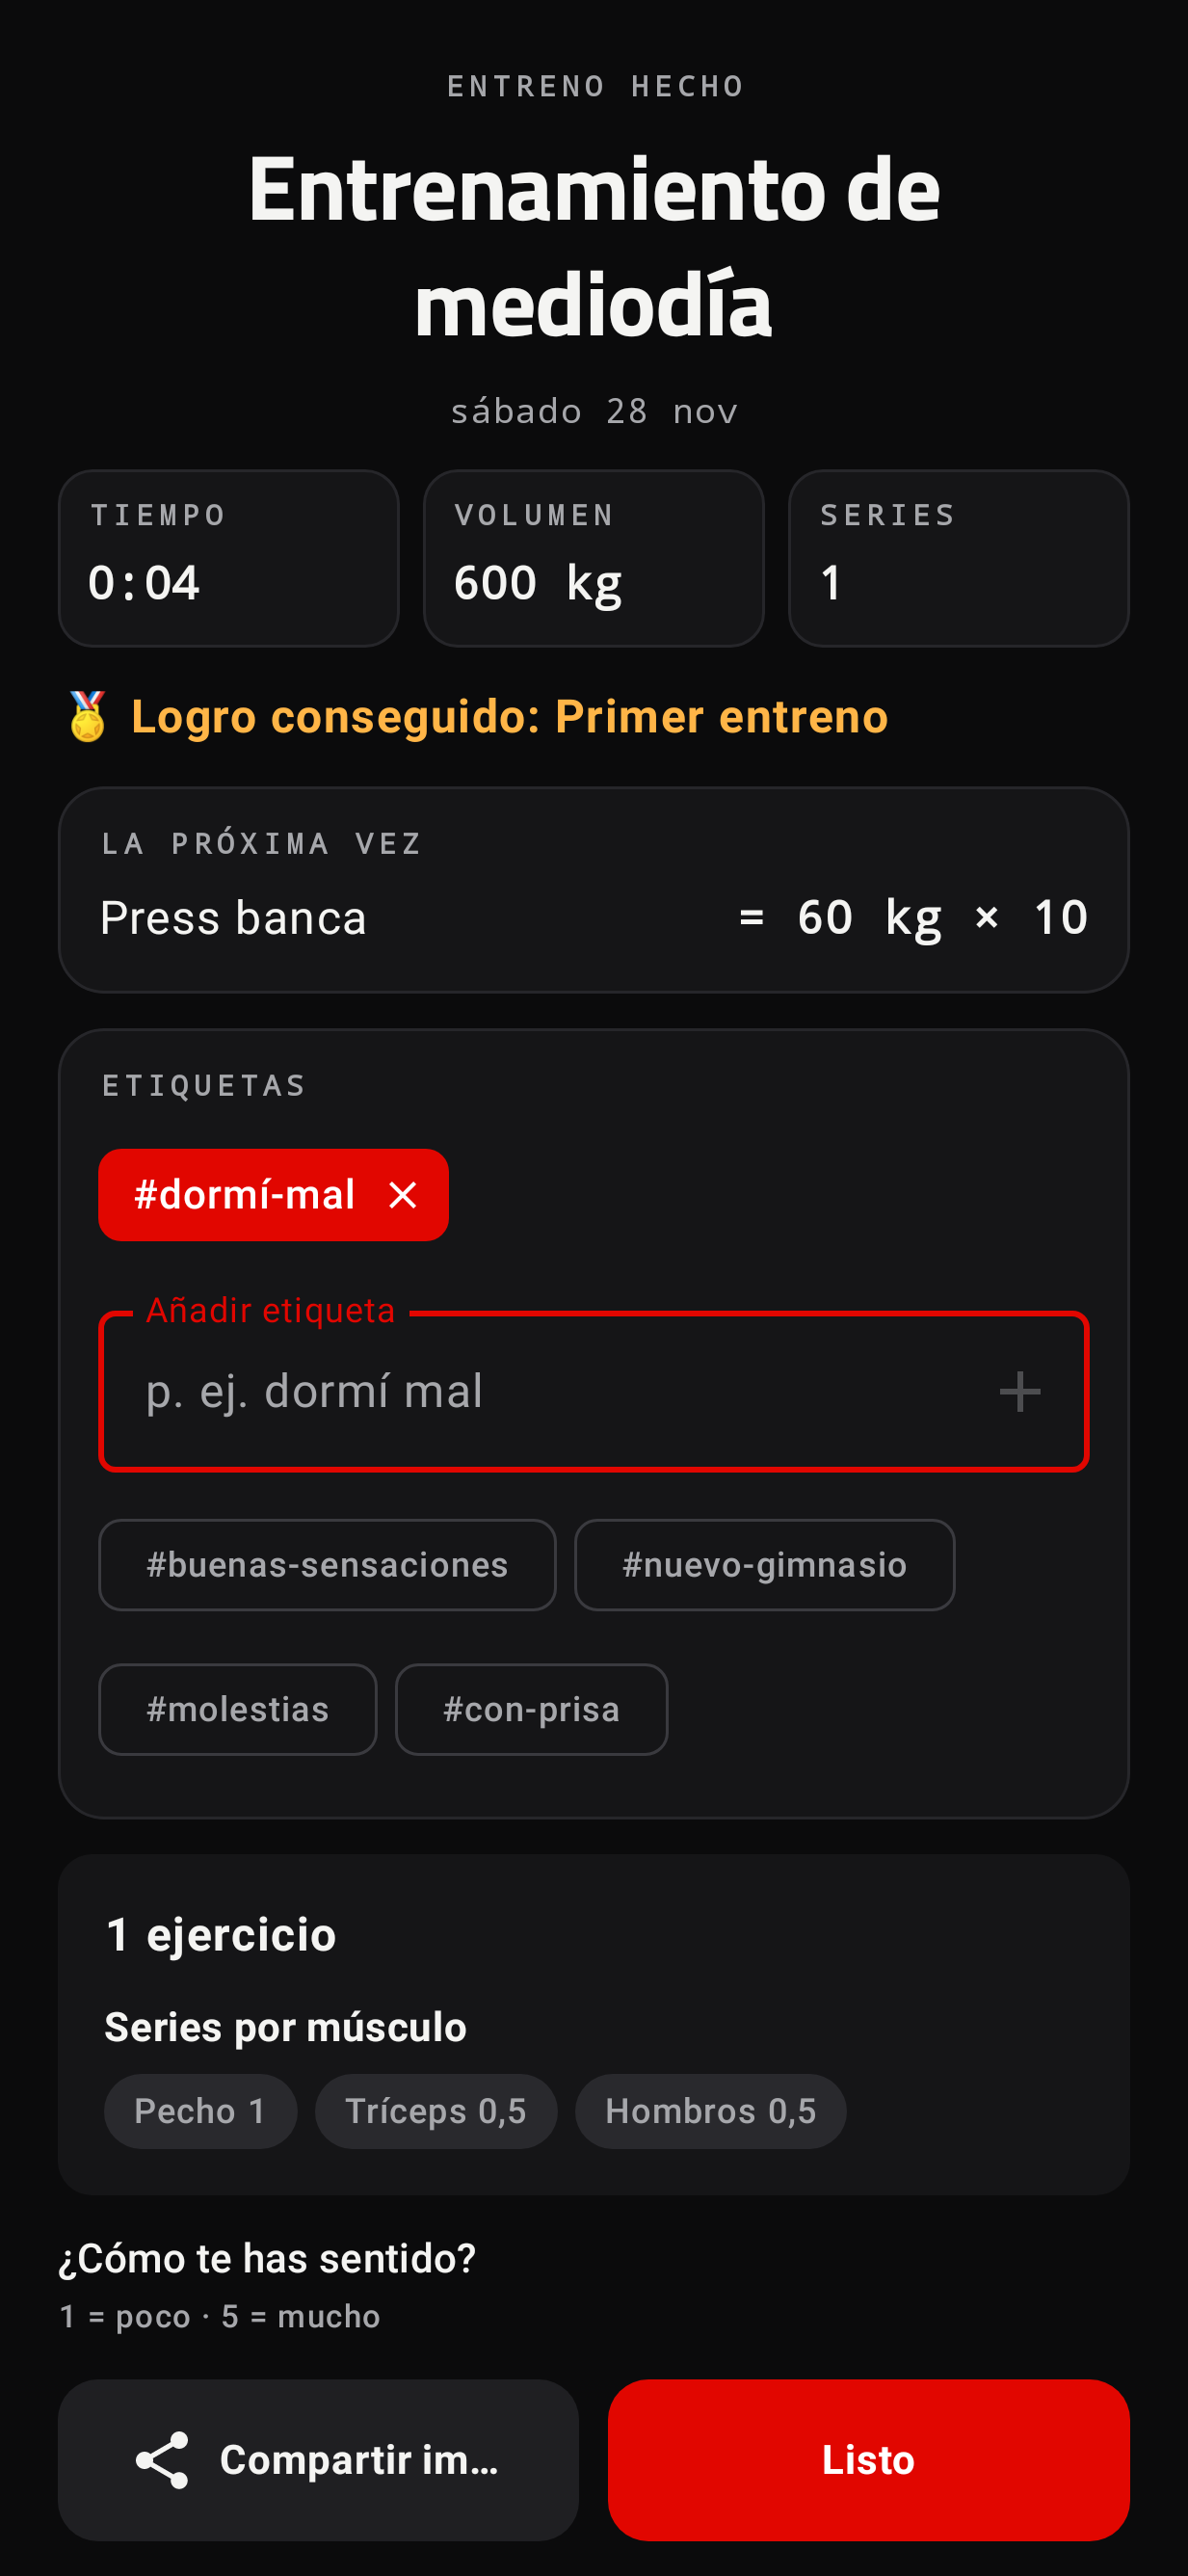 ENTRENO HECHO
Entrenamiento de
mediodía
sábado 28 nov
TIEMPO
0:04
VOLUMEN
600 kg
SERIES
1
🏅 Logro conseguido: Primer entreno
LA PRÓXIMA VEZ
Press banca = 60 kg × 10
ETIQUETAS
#dormí-mal ×
Añadir etiqueta
p. ej. dormí mal +
#buenas-sensaciones #nuevo-gimnasio
#molestias #con-prisa
1 ejercicio
Series por músculo
Pecho 1 Tríceps 0,5 Hombros 0,5
¿Cómo te has sentido?
1 = poco · 5 = mucho
Compartir im… Listo